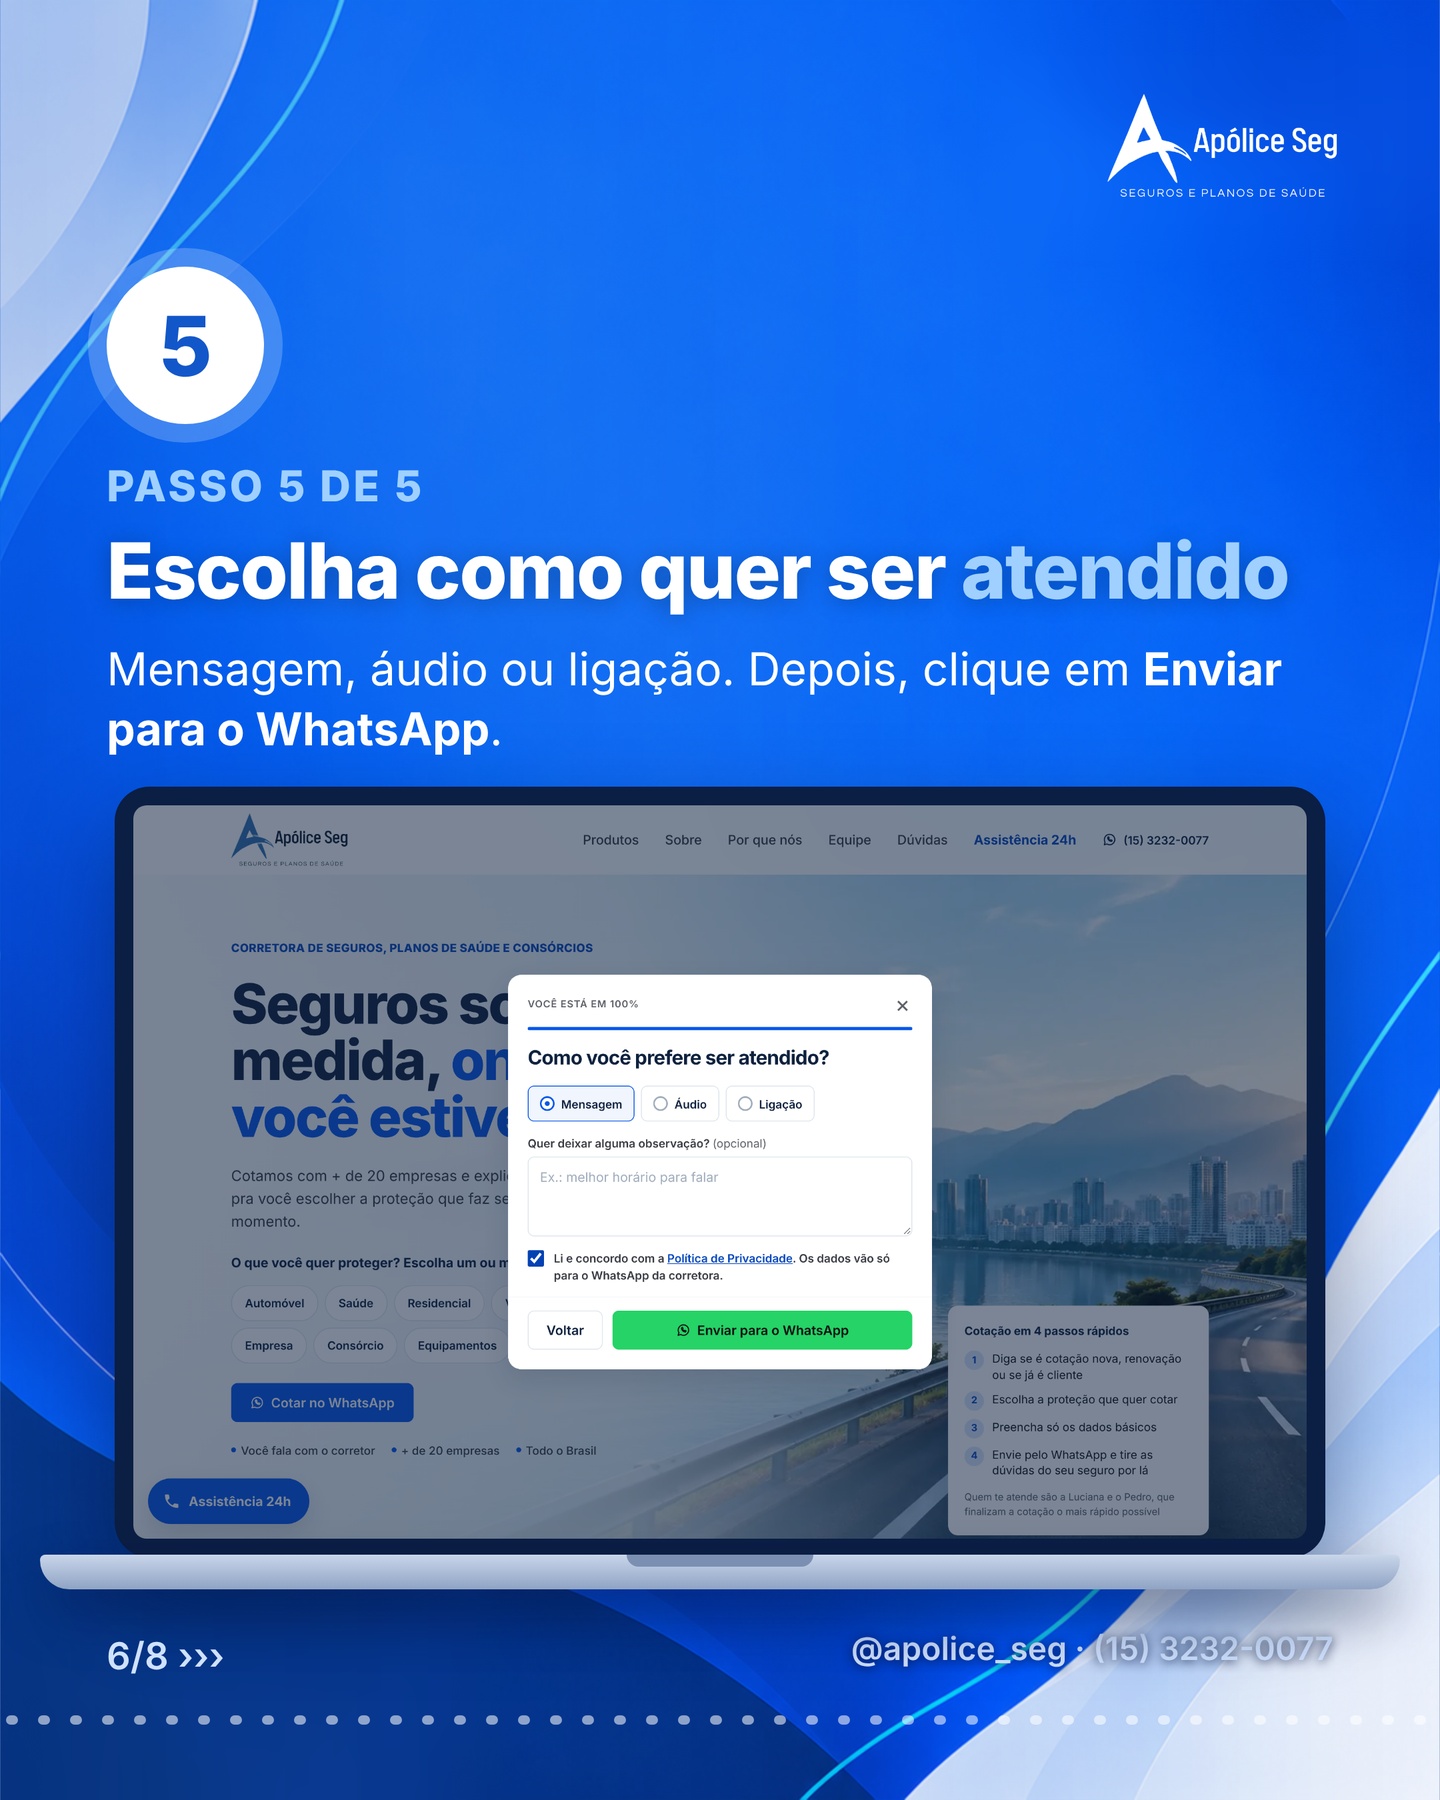 Apólice Seg
SEGUROS E PLANOS DE SAÚDE
5
PASSO 5 DE 5
Escolha como quer ser atendido
Mensagem, áudio ou ligação. Depois, clique em Enviar
para o WhatsApp.
Apólice Seg
SEGUROS E PLANOS DE SAÚDE
Produtos Sobre Por que nós Equipe Dúvidas Assistência 24h (15) 3232-0077
CORRETORA DE SEGUROS, PLANOS DE SAÚDE E CONSÓRCIOS
Seguros
medida,
você
Cotamos com + de 20 empresas e
pra você escolher a proteção que faz
momento.
O que você quer proteger? Escolha um ou
Automóvel Saúde Residencial
Empresa Consórcio Equipamentos
Cotar no WhatsApp
• Você fala com o corretor • + de 20 empresas • Todo o Brasil
Assistência 24h
VOCÊ ESTÁ EM 100%
Como você prefere ser atendido?
Mensagem Áudio Ligação
Quer deixar alguma observação? (opcional)
Ex.: melhor horário para falar
Li e concordo com a Política de Privacidade. Os dados vão só
para o WhatsApp da corretora.
Voltar Enviar para o WhatsApp
Cotação em 4 passos rápidos
1 Diga se é cotação nova, renovação
ou se já é cliente
2 Escolha a proteção que quer cotar
3 Preencha só os dados básicos
4 Envie pelo WhatsApp e tire as
dúvidas do seu seguro por lá
Quem te atende são a Luciana e o Pedro, que
finalizam a cotação o mais rápido possível
6/8 ›››
@apolice_seg · (15) 3232-0077